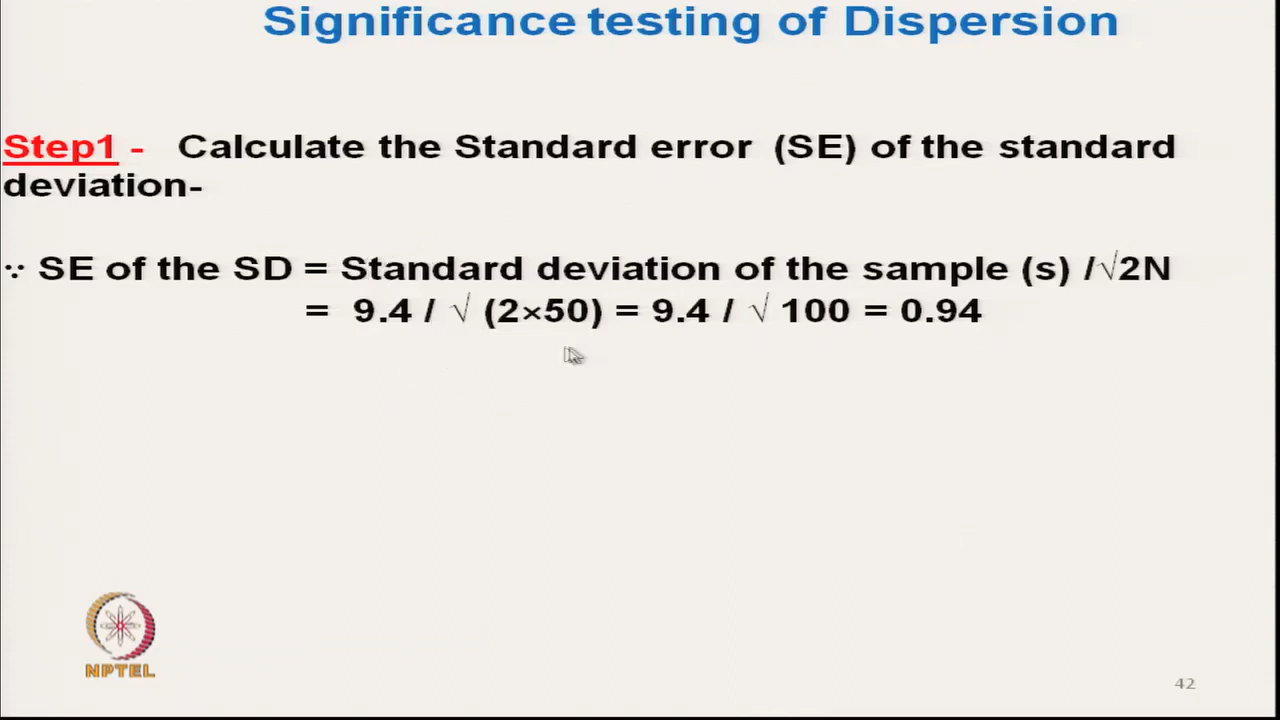 Significance testing of Dispersion
Step1 - Calculate the Standard error (SE) of the standard
deviation-
∵ SE of the SD = Standard deviation of the sample (s) /√2N
= 9.4 / √ (2×50) = 9.4 / √ 100 = 0.94
NPTEL
42